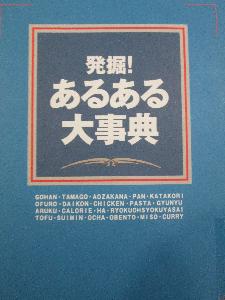 発掘!
あるある
大事典
GOHAN・TAMAGO・AOZAKANA・PAN・KATAKORI
OFURO・DAIKON・CHICKEN・PASTA・GYUNYU
ARUKU・CALORIE・HA・RYOKUCHSYOKUYASAI
TOFU・SUIMIN・OCHA・OBENTO・MISO・CURRY